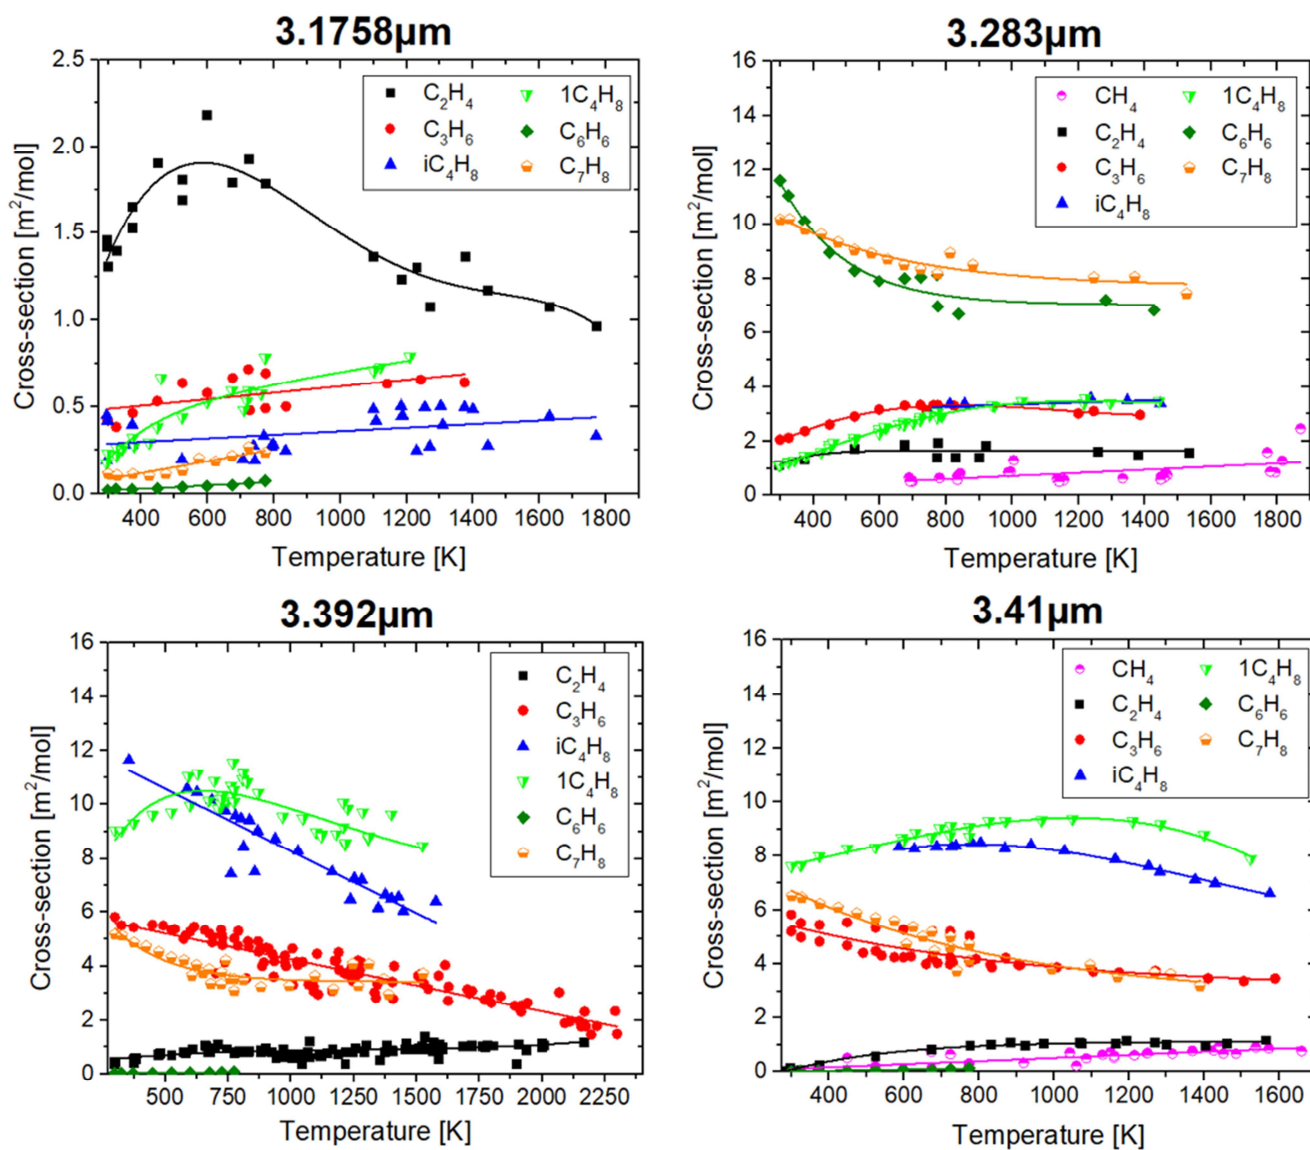 3.1758µm
2.5
2.0
1.5
1.0
0.5
0.0
Cross-section [m²/mol]
C₂H₄
C₃H₆
iC₄H₈
1C₄H₈
C₆H₆
C₇H₈
400 600 800 1000 1200 1400 1600 1800
Temperature [K]
3.283µm
16
14
12
10
8
6
4
2
0
Cross-section [m²/mol]
CH₄
C₂H₄
C₃H₆
iC₄H₈
1C₄H₈
C₆H₆
C₇H₈
400 600 800 1000 1200 1400 1600 1800
Temperature [K]
3.392µm
16
14
12
10
8
6
4
2
0
Cross-section [m²/mol]
C₂H₄
C₃H₆
iC₄H₈
1C₄H₈
C₆H₆
C₇H₈
500 750 1000 1250 1500 1750 2000 2250
Temperature [K]
3.41µm
16
14
12
10
8
6
4
2
0
Cross-section [m²/mol]
CH₄
C₂H₄
C₃H₆
iC₄H₈
1C₄H₈
C₆H₆
C₇H₈
400 600 800 1000 1200 1400 1600
Temperature [K]